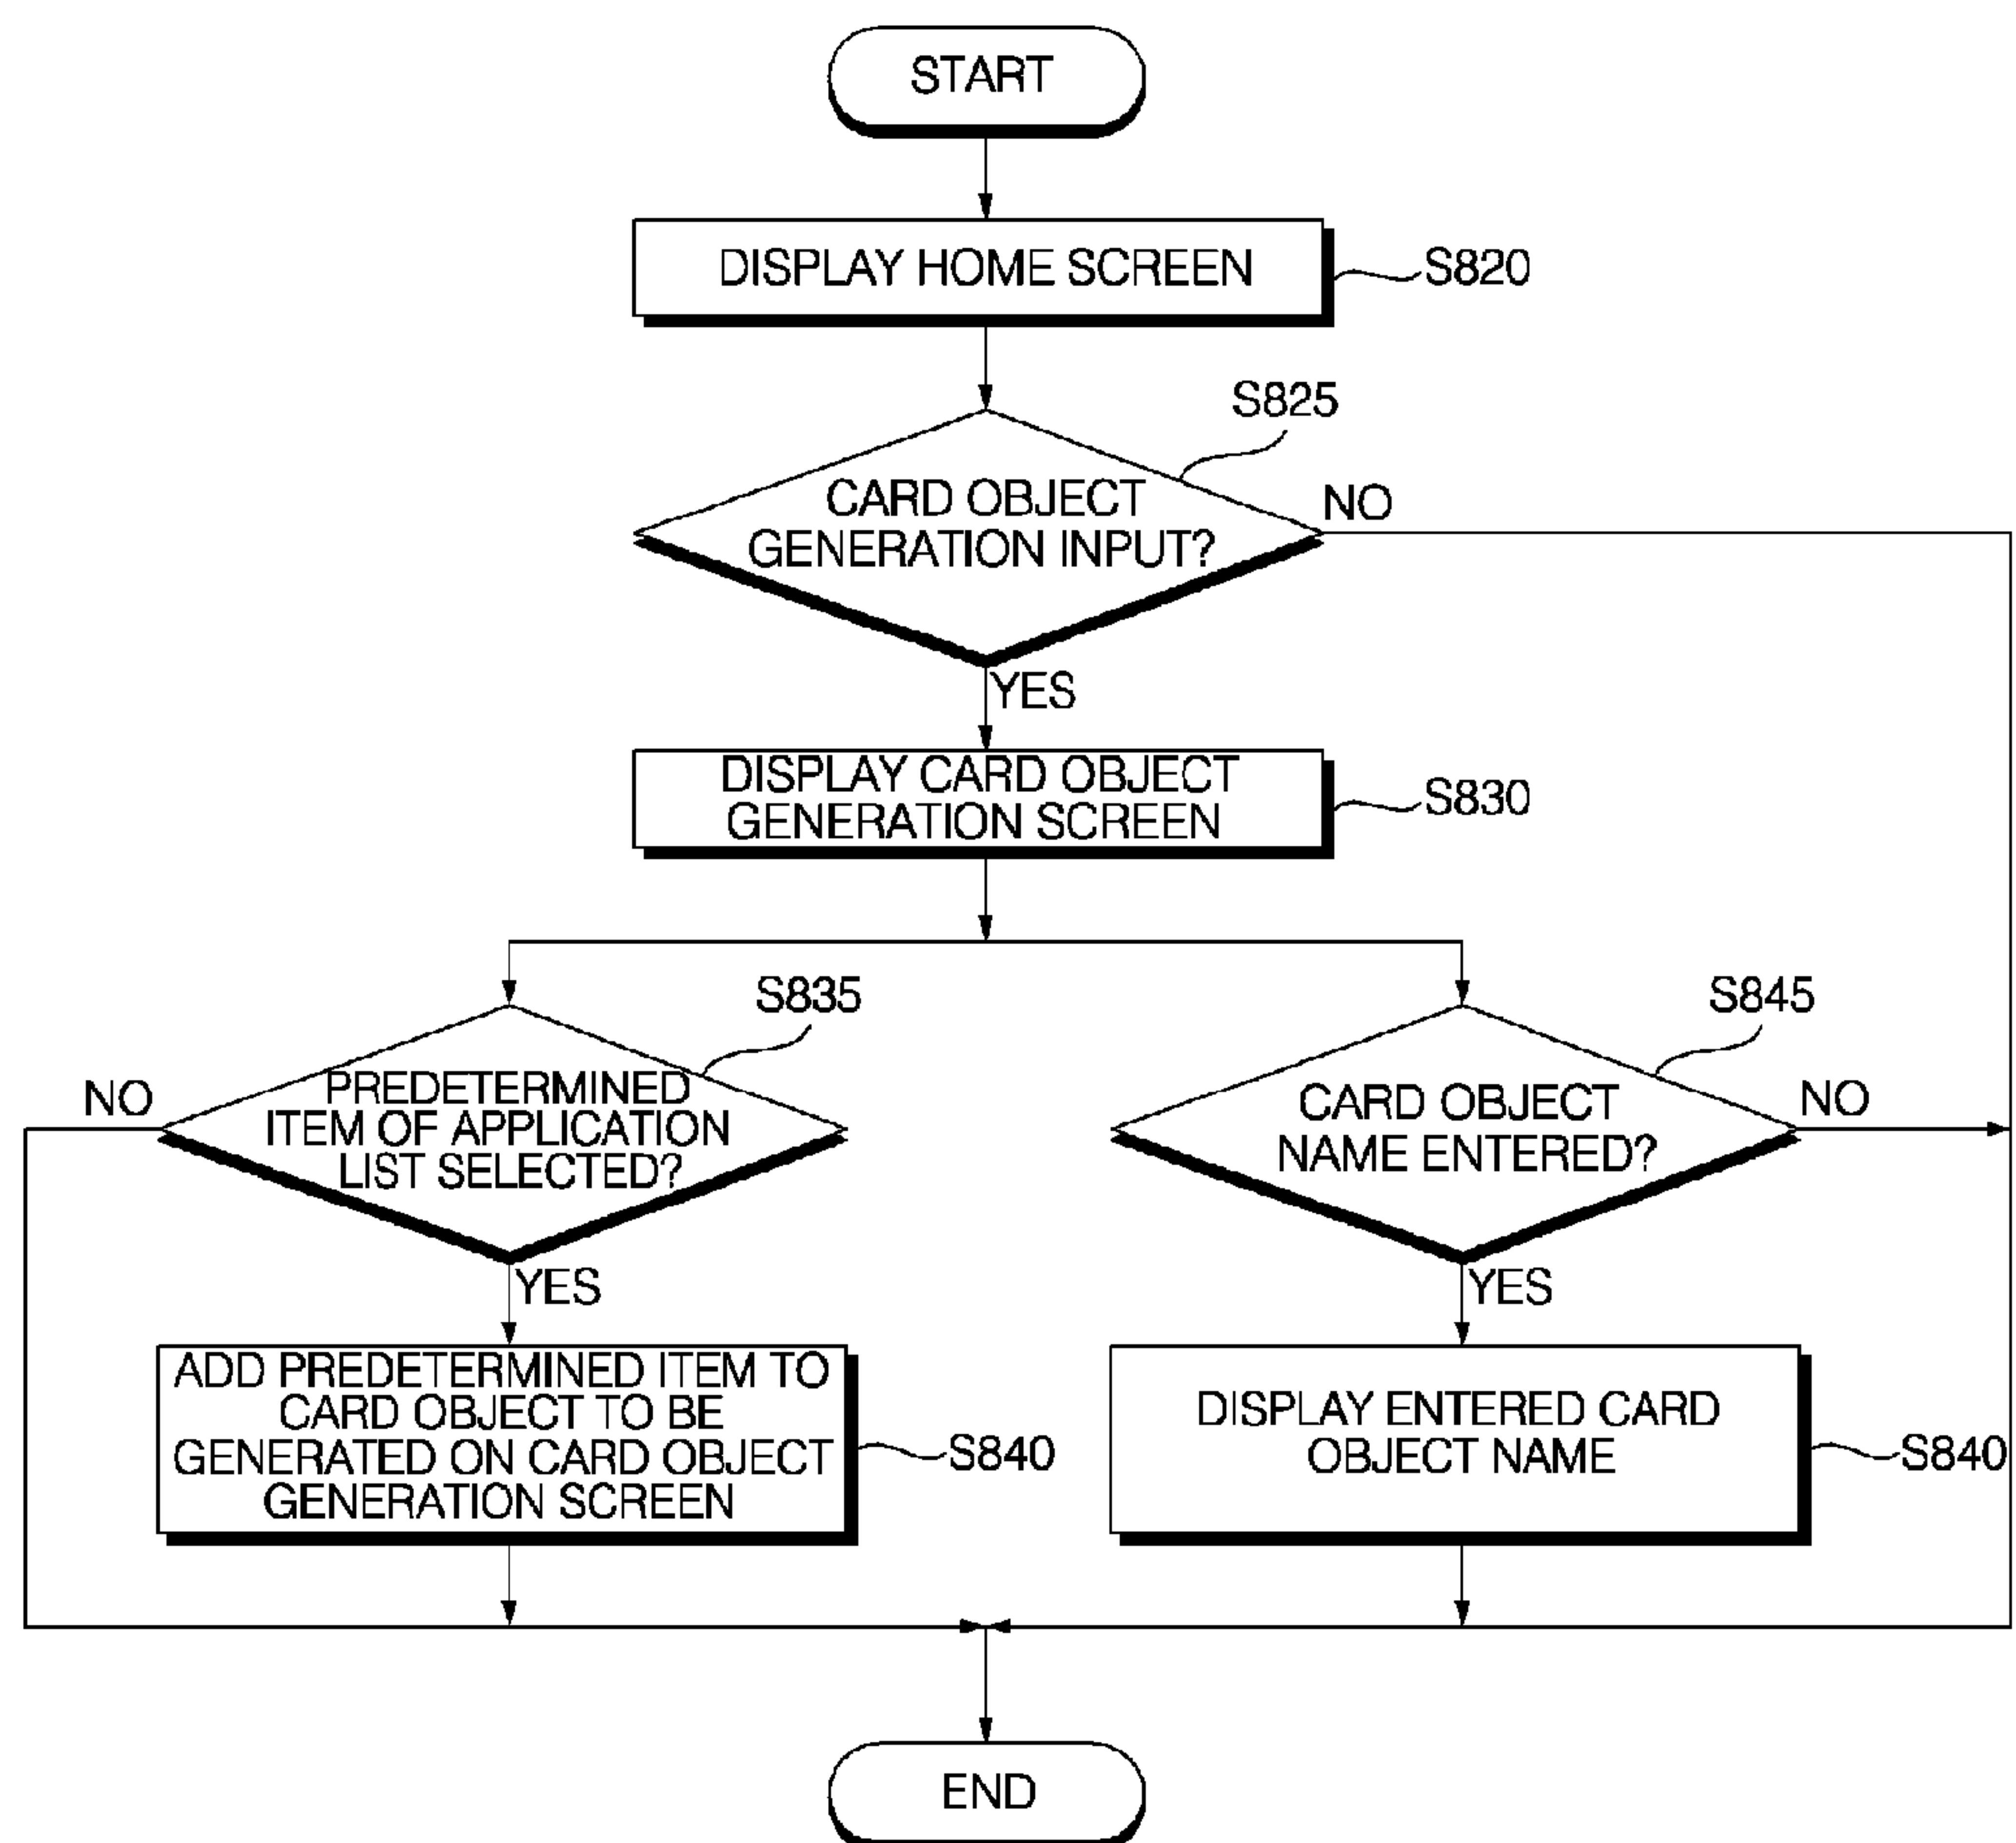 START
DISPLAY HOME SCREEN
S820
S825
CARD OBJECT
GENERATION INPUT?
NO
YES
DISPLAY CARD OBJECT
GENERATION SCREEN
S830
S835
NO
PREDETERMINED
ITEM OF APPLICATION
LIST SELECTED?
YES
S845
CARD OBJECT
NAME ENTERED?
NO
YES
ADD PREDETERMINED ITEM TO
CARD OBJECT TO BE
GENERATED ON CARD OBJECT
GENERATION SCREEN
S840
DISPLAY ENTERED CARD
OBJECT NAME
S840
END